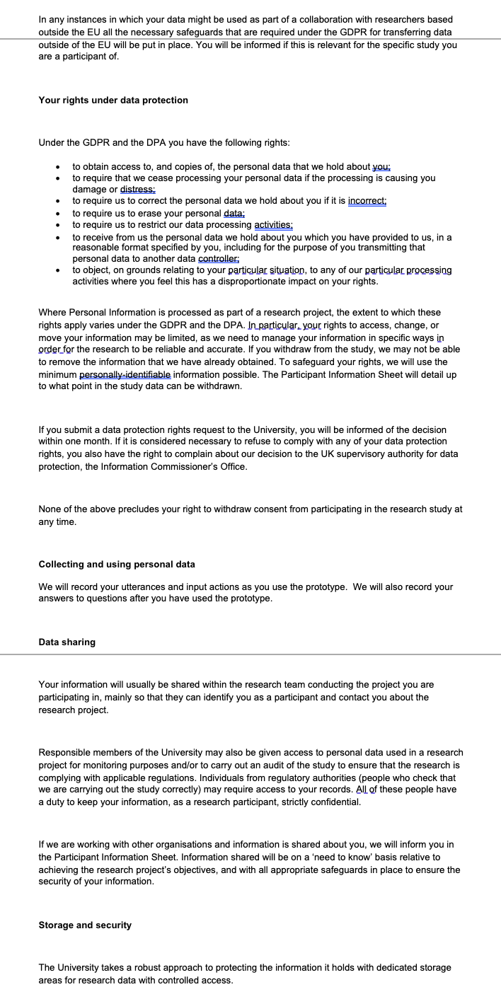 In any instances in which your data might be used as part of a collaboration with researchers based
outside the EU all the necessary safeguards that are required under the GDPR for transferring data
outside of the EU will be put in place. You will be informed if this is relevant for the specific study you
are a participant of.
Your rights under data protection
Under the GDPR and the DPA you have the following rights:
• to obtain access to, and copies of, the personal data that we hold about you;
• to require that we cease processing your personal data if the processing is causing you
damage or distress;
• to require us to correct the personal data we hold about you if it is incorrect;
• to require us to erase your personal data;
• to require us to restrict our data processing activities;
• to receive from us the personal data we hold about you which you have provided to us, in a
reasonable format specified by you, including for the purpose of you transmitting that
personal data to another data controller;
• to object, on grounds relating to your particular situation, to any of our particular processing
activities where you feel this has a disproportionate impact on your rights.
Where Personal Information is processed as part of a research project, the extent to which these
rights apply varies under the GDPR and the DPA. In particular, your rights to access, change, or
move your information may be limited, as we need to manage your information in specific ways in
order for the research to be reliable and accurate. If you withdraw from the study, we may not be able
to remove the information that we have already obtained. To safeguard your rights, we will use the
minimum personally-identifiable information possible. The Participant Information Sheet will detail up
to what point in the study data can be withdrawn.
If you submit a data protection rights request to the University, you will be informed of the decision
within one month. If it is considered necessary to refuse to comply with any of your data protection
rights, you also have the right to complain about our decision to the UK supervisory authority for data
protection, the Information Commissioner's Office.
None of the above precludes your right to withdraw consent from participating in the research study at
any time.
Collecting and using personal data
We will record your utterances and input actions as you use the prototype.  We will also record your
answers to questions after you have used the prototype.
Data sharing
Your information will usually be shared within the research team conducting the project you are
participating in, mainly so that they can identify you as a participant and contact you about the
research project.
Responsible members of the University may also be given access to personal data used in a research
project for monitoring purposes and/or to carry out an audit of the study to ensure that the research is
complying with applicable regulations. Individuals from regulatory authorities (people who check that
we are carrying out the study correctly) may require access to your records. All of these people have
a duty to keep your information, as a research participant, strictly confidential.
If we are working with other organisations and information is shared about you, we will inform you in
the Participant Information Sheet. Information shared will be on a ‘need to know’ basis relative to
achieving the research project's objectives, and with all appropriate safeguards in place to ensure the
security of your information.
Storage and security
The University takes a robust approach to protecting the information it holds with dedicated storage
areas for research data with controlled access.